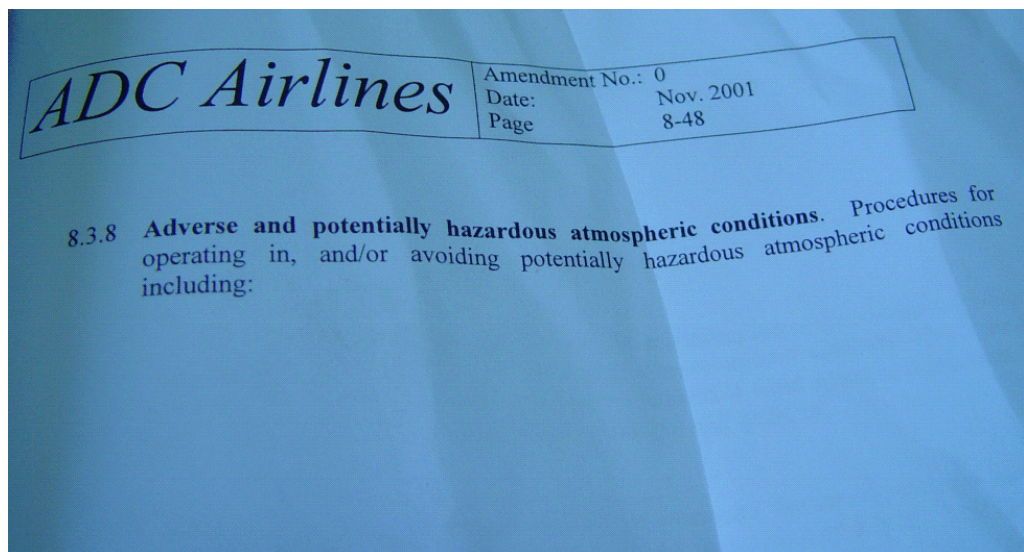 ADC Airlines
Amendment No.: 0
Date: Nov. 2001
Page 8-48
8.3.8 Adverse and potentially hazardous atmospheric conditions. Procedures for
operating in, and/or avoiding potentially hazardous atmospheric conditions
including: